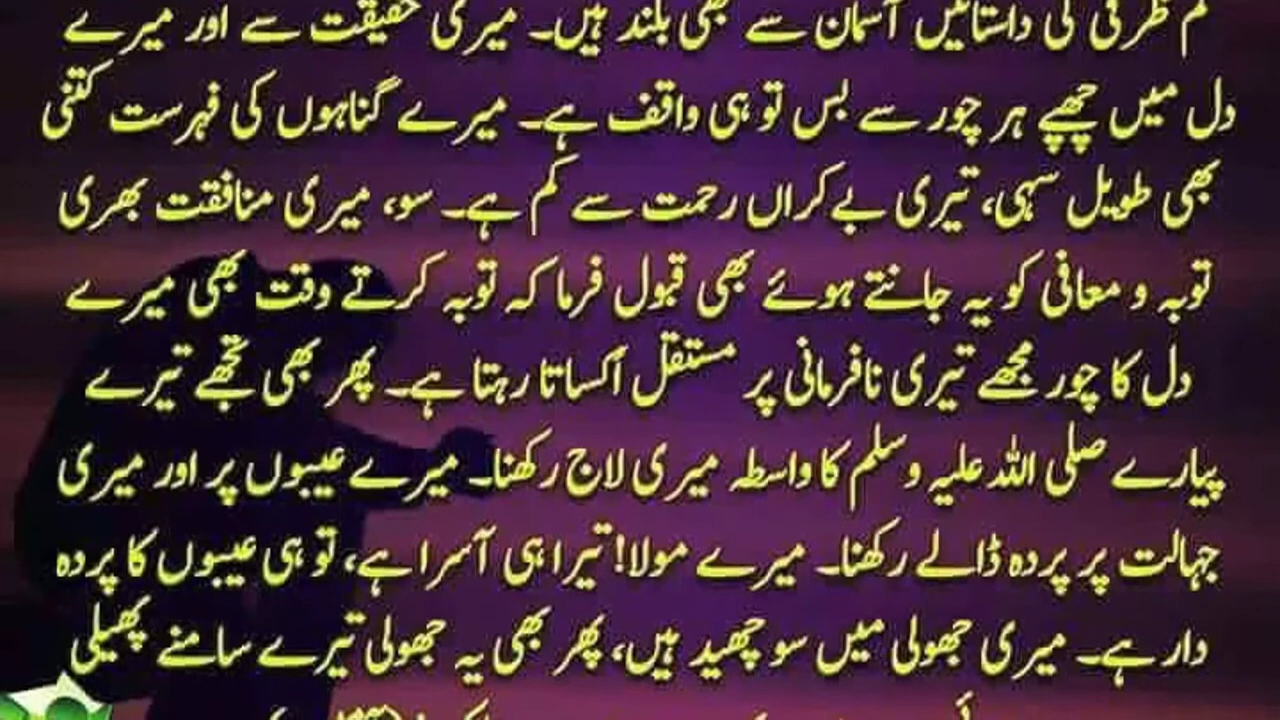 کم ظرفی کی داستانیں آسمان سے بھی بلند ہیں۔ میری حقیقت سے اور میرے
دل میں چھپے ہر چور سے بس تو ہی واقف ہے۔ میرے گناہوں کی فہرست کتنی
بھی طویل سہی، تیری بے کراں رحمت سے کم ہے۔ سو، میری منافقت بھری
توبہ و معافی کو یہ جانتے ہوئے بھی قبول فرما کہ توبہ کرتے وقت بھی میرے
دل کا چور مجھے تیری نافرمانی پر مستقل اُکساتا رہتا ہے۔ پھر بھی تجھے تیرے
پیارے صلی اللہ علیہ وسلم کا واسطہ میری لاج رکھنا۔ میرے عیبوں پر اور میری
جہالت پر پردہ ڈالے رکھنا۔ میرے مولا! تیرا ہی آسرا ہے، تو ہی عیبوں کا پردہ
دار ہے۔ میری جھولی میں سو چھید ہیں، پھر بھی یہ جھولی تیرے سامنے پھیلی